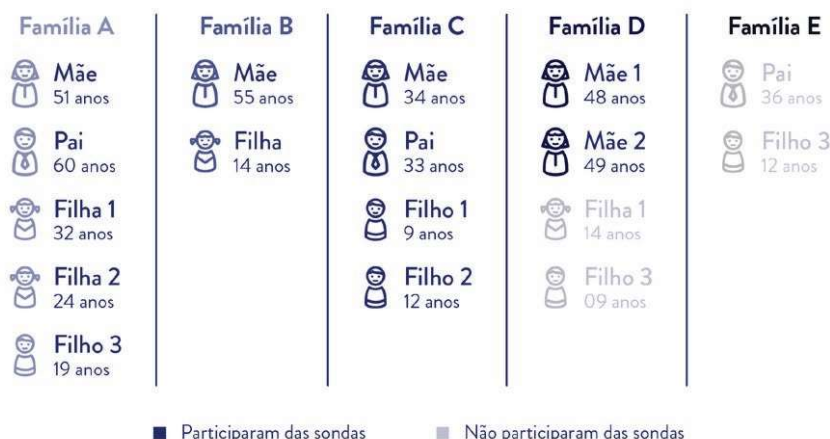 Família A
Mãe
51 anos
Pai
60 anos
Filha 1
32 anos
Filha 2
24 anos
Filho 3
19 anos
Família B
Mãe
55 anos
Filha
14 anos
Família C
Mãe
34 anos
Pai
33 anos
Filho 1
9 anos
Filho 2
12 anos
Família D
Mãe 1
48 anos
Mãe 2
49 anos
Filha 1
14 anos
Filho 3
09 anos
Família E
Pai
36 anos
Filho 3
12 anos
Participaram das sondas
Não participaram das sondas